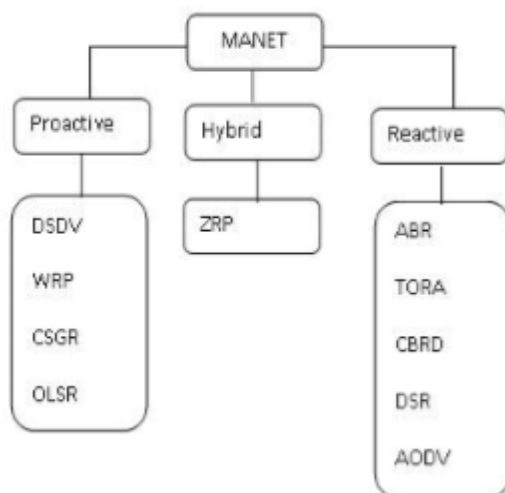 MANET
Proactive
Hybrid
Reactive
DSDV
WRP
CSGR
OLSR
ZRP
ABR
TORA
CBRD
DSR
AODV